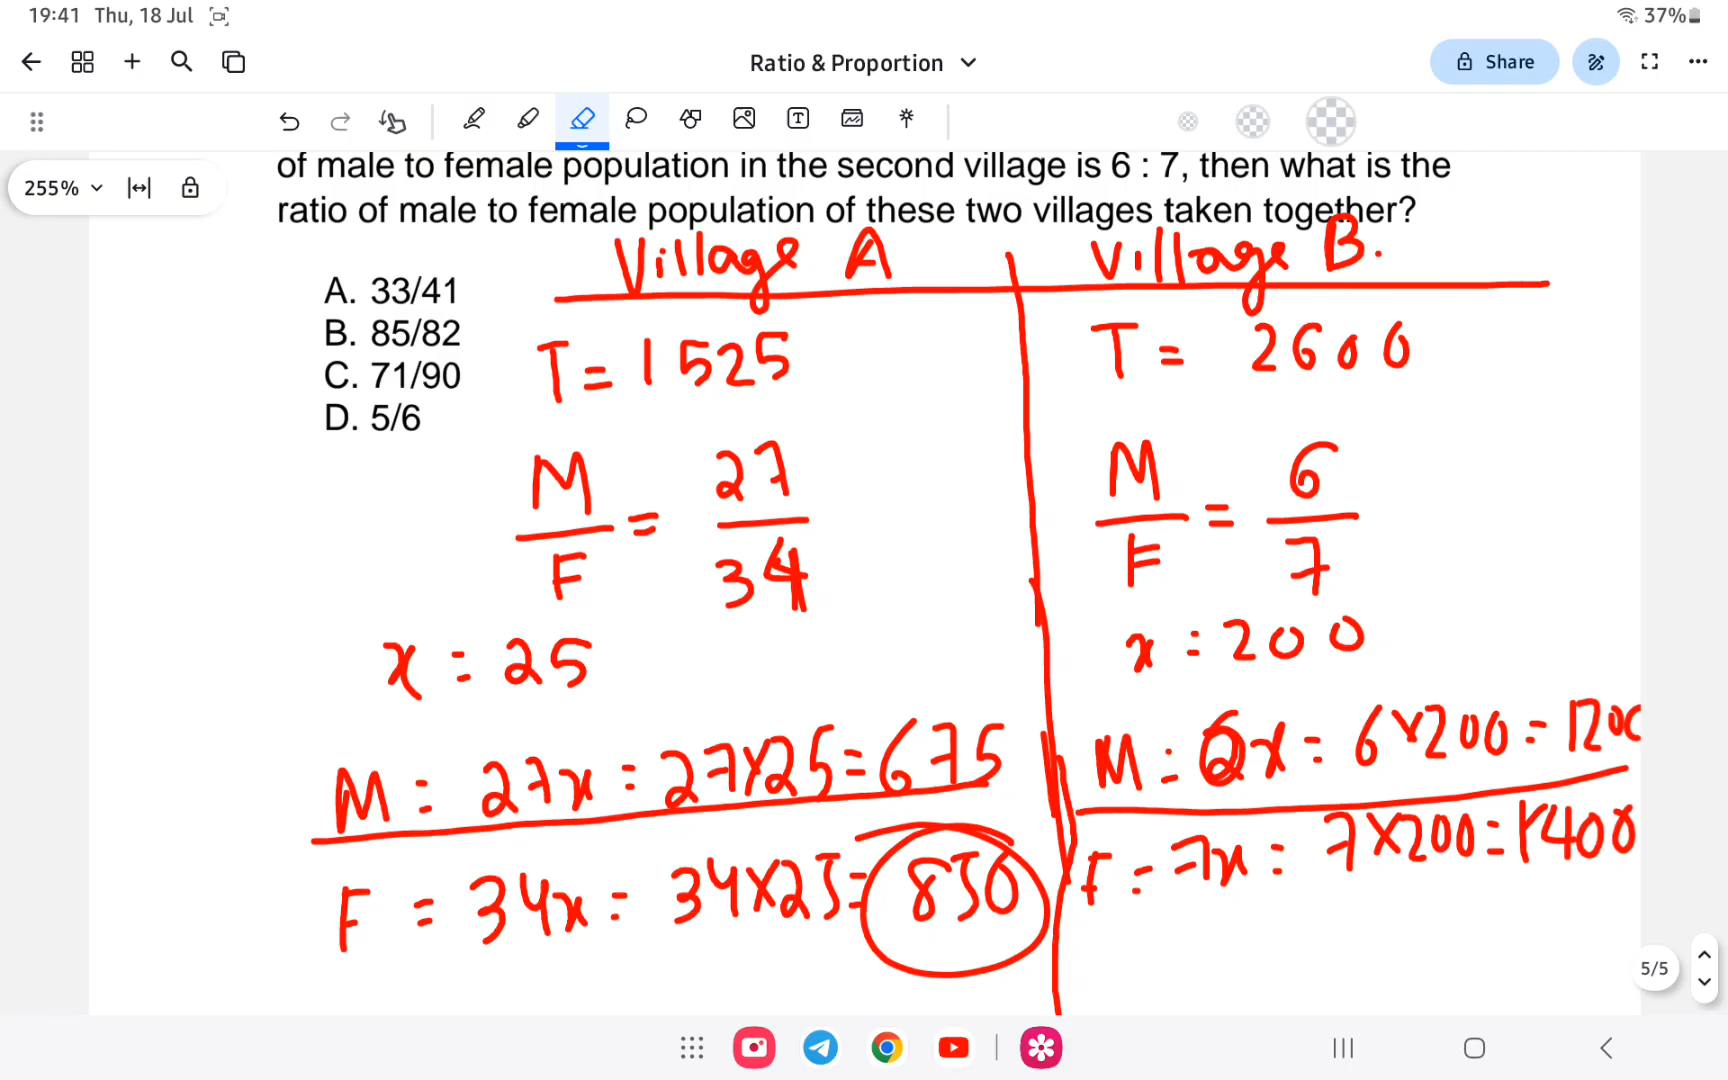 19:41 Thu, 18 Jul 37%
Ratio & Proportion Share
255%
of male to female population in the second village is 6 : 7, then what is the
ratio of male to female population of these two villages taken together?
A. 33/41
B. 85/82
C. 71/90
D. 5/6
Village A
T = 1525
M/F = 27/34
x = 25
M = 27x = 27x25 = 675
F = 34x = 34x25 = 850
Village B.
T = 2600
M/F = 6/7
x = 200
M = 6x = 6x200 = 1200
F = 7x = 7x200 = 1400
5/5